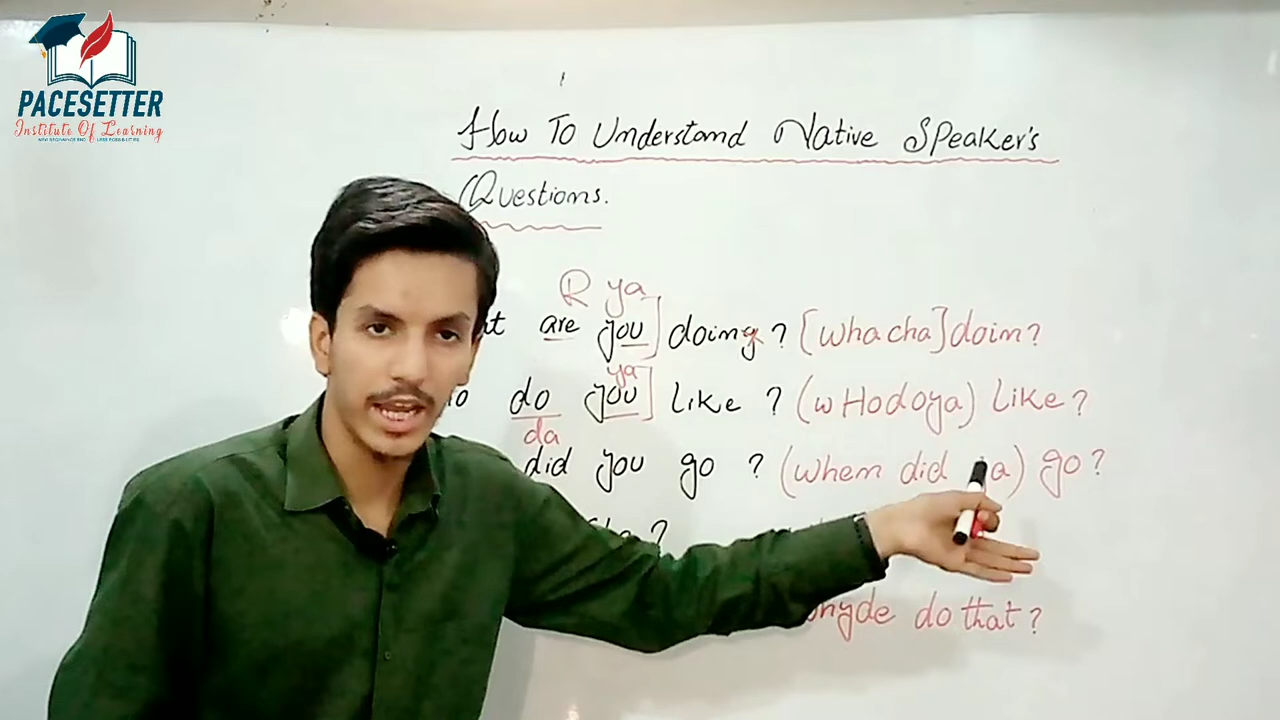 PACESETTER
Institute Of Learning
How To Understand Native Speaker's
Questions.
R ya
are you] doing? [whacha] doin?
ya
do you] Like ? (wHodoya) Like?
da
did you go ? (when did a) go?
?
do that?